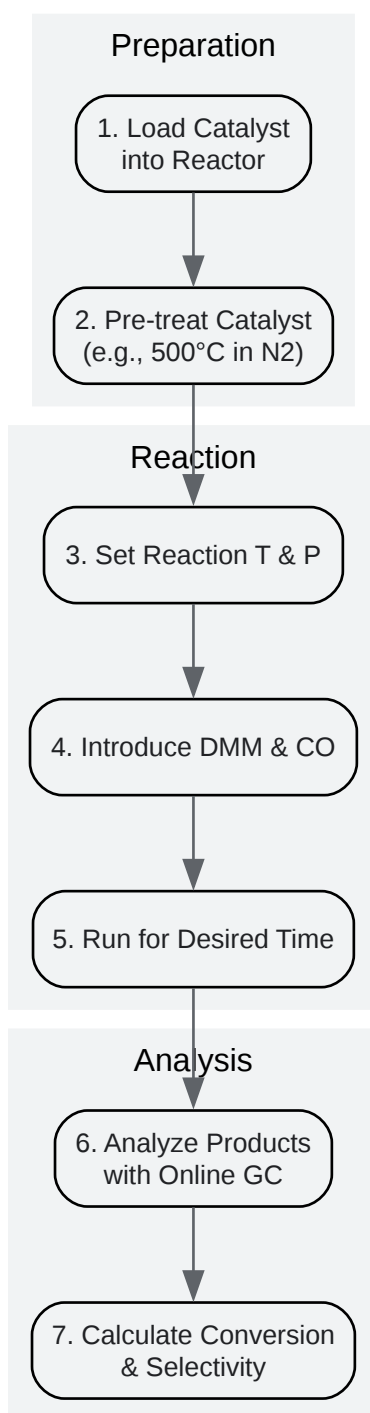 Preparation
1. Load Catalyst
into Reactor
2. Pre-treat Catalyst
(e.g., 500°C in N2)
Reaction
3. Set Reaction T & P
4. Introduce DMM & CO
5. Run for Desired Time
Analysis
6. Analyze Products
with Online GC
7. Calculate Conversion
& Selectivity